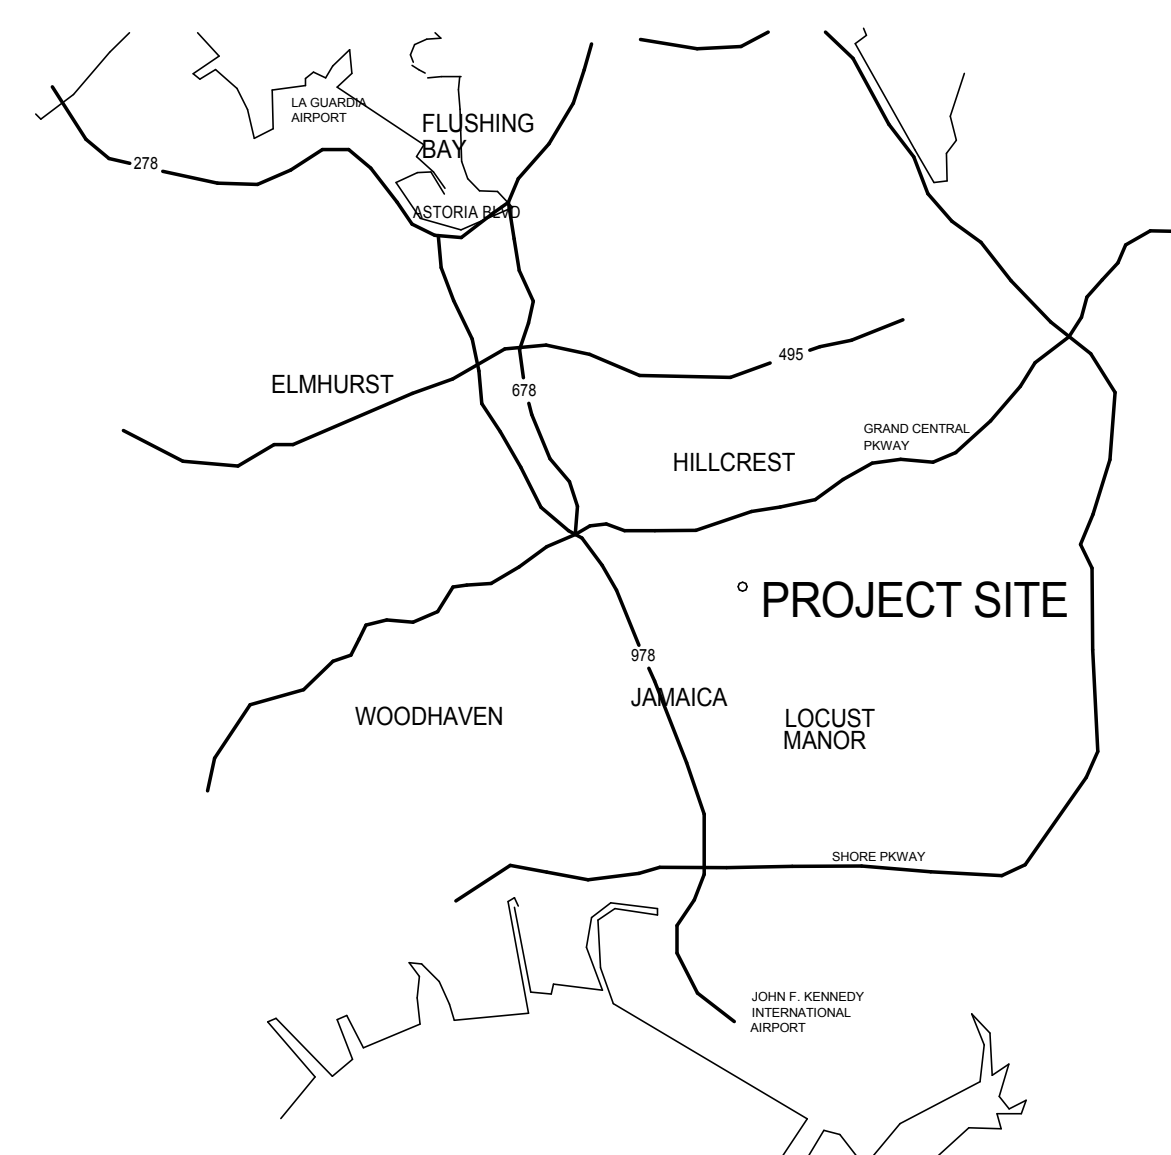 LA GUARDIA
AIRPORT
FLUSHING
BAY
278
ASTORIA BLVD
495
ELMHURST
678
GRAND CENTRAL
PKWAY
HILLCREST
PROJECT SITE
978
JAMAICA
WOODHAVEN
LOCUST
MANOR
SHORE PKWAY
JOHN F. KENNEDY
INTERNATIONAL
AIRPORT